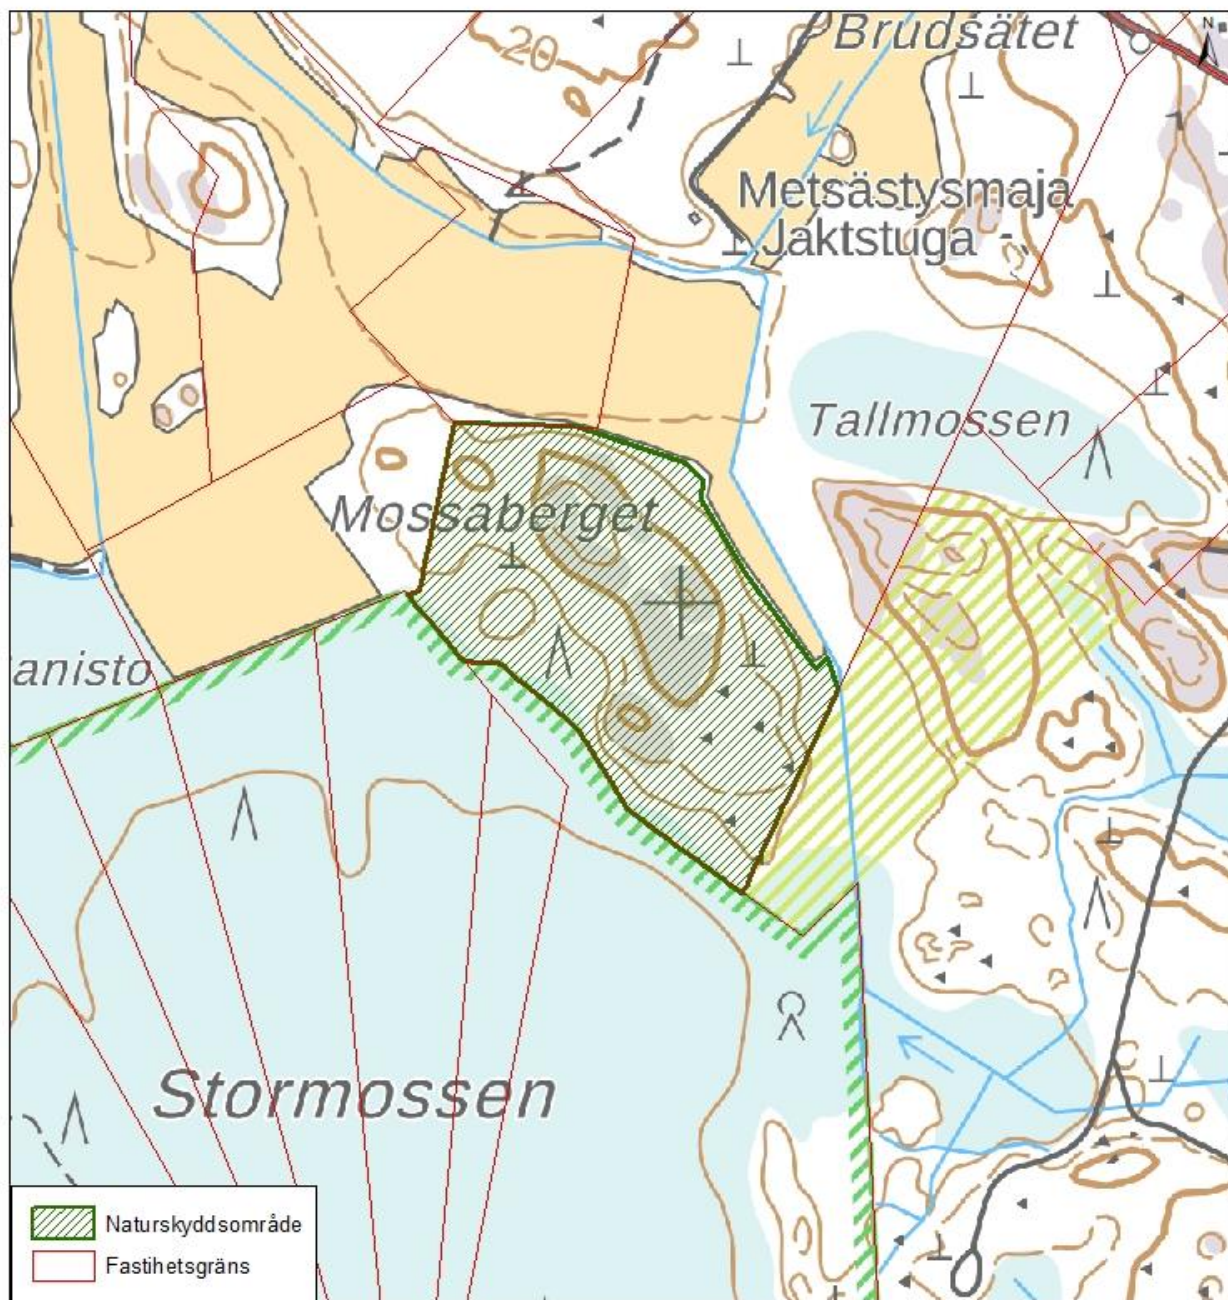 N
Brudsätet
20
Metsästysmaja
Jaktstuga
Tallmossen
Mossaberget
anisto
Stormossen
Naturskyddsområde
Fastihetsgräns